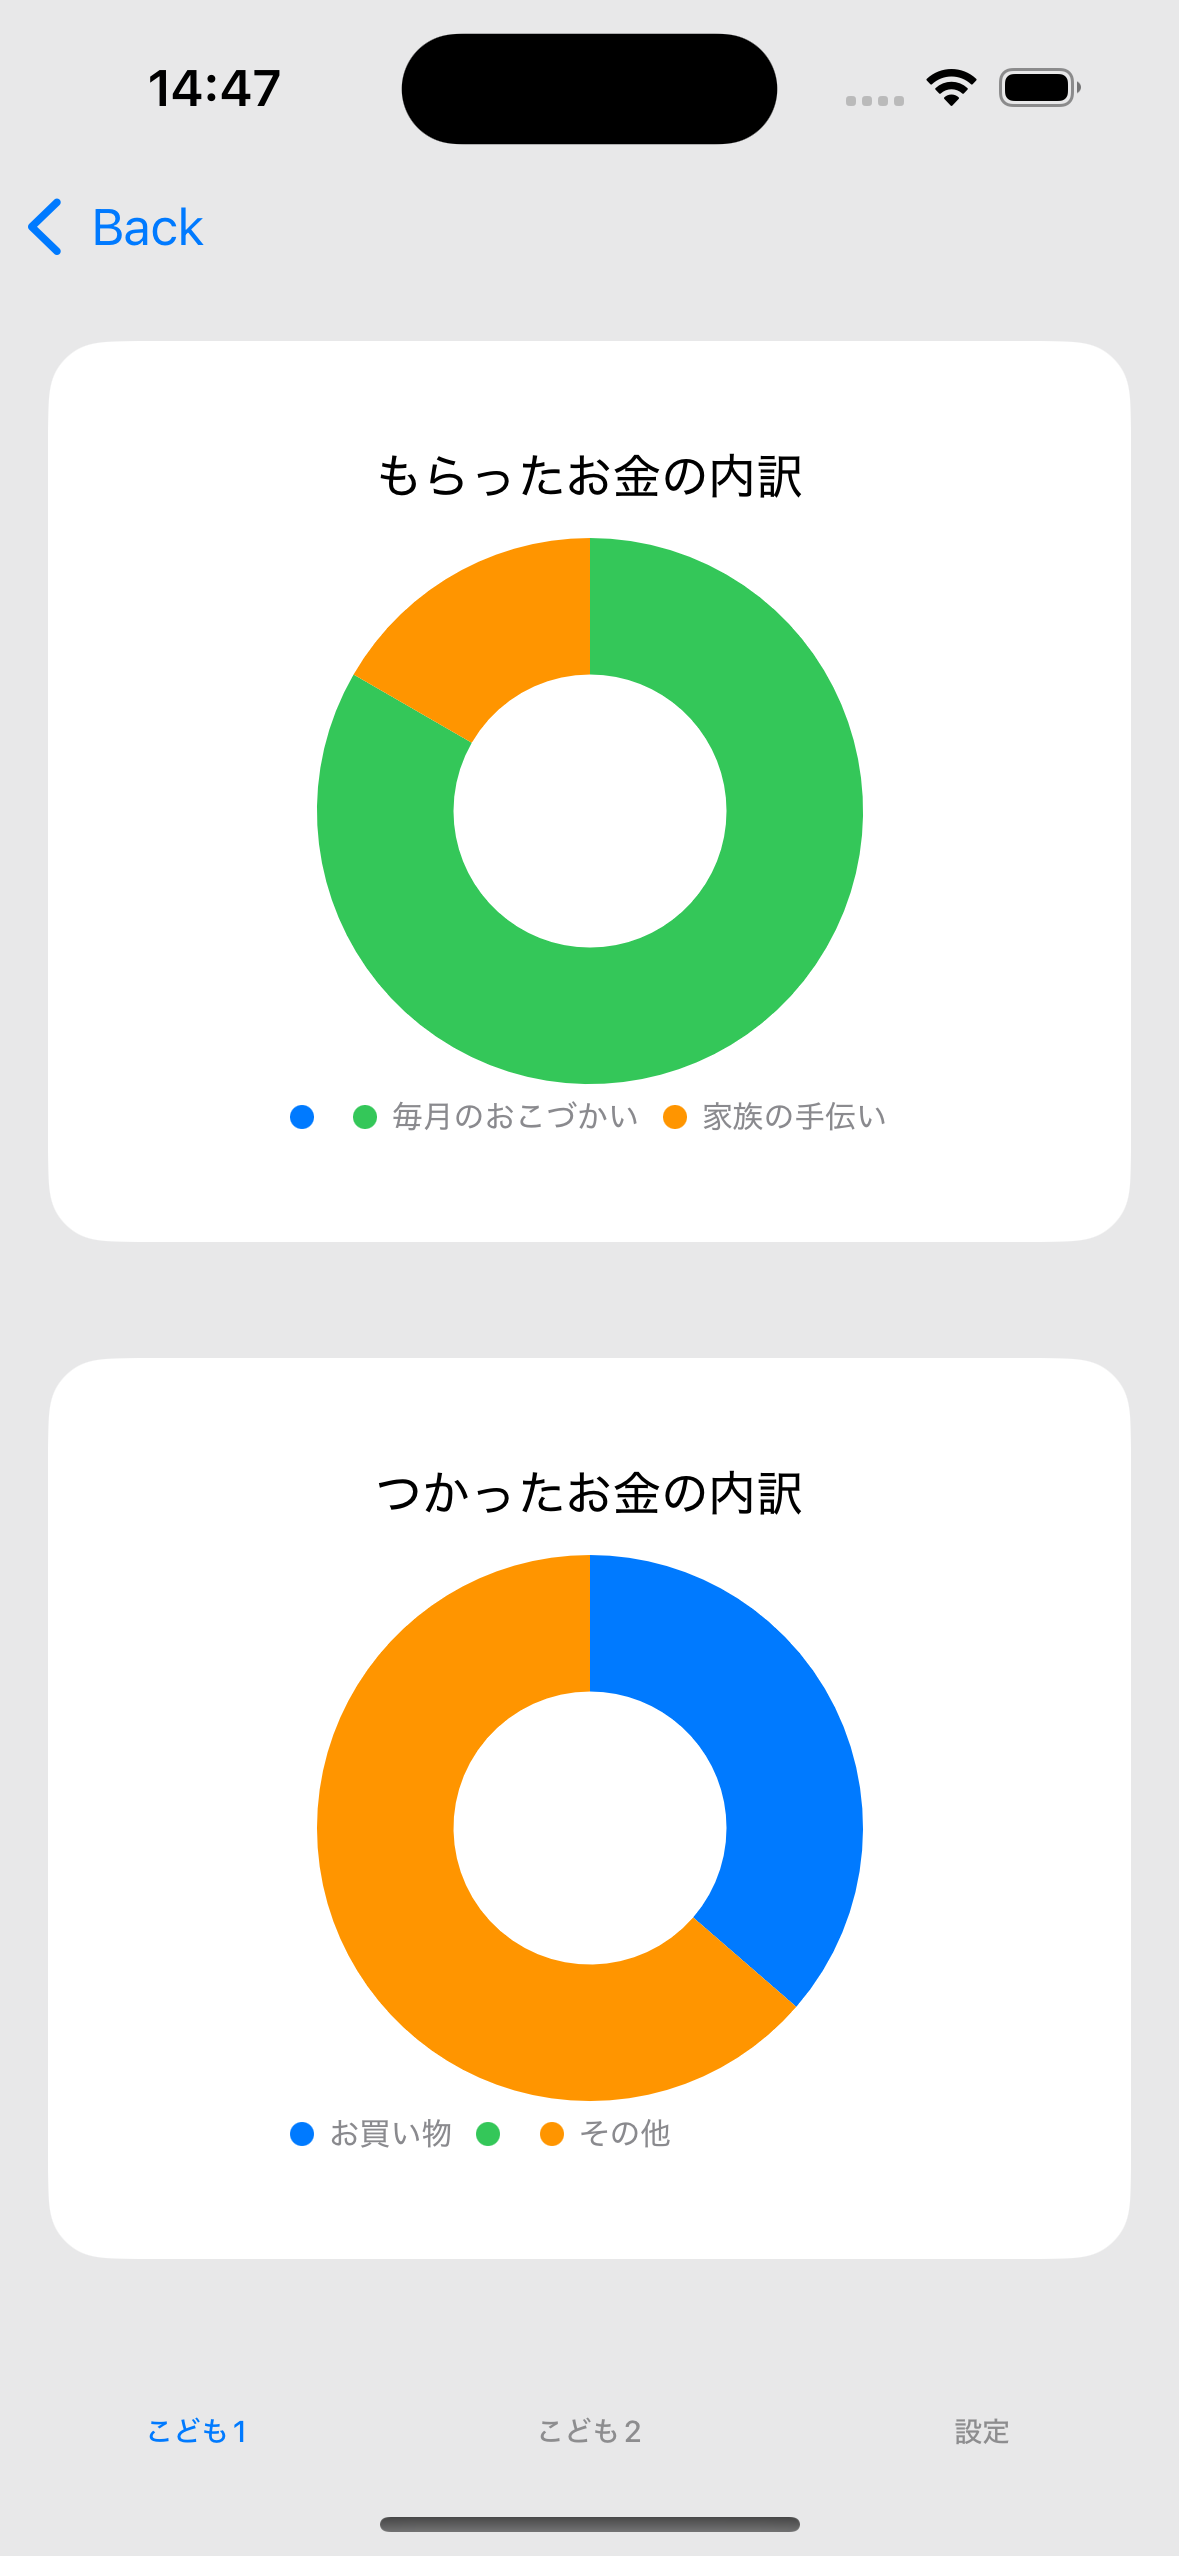 14:47
Back
もらったお金の内訳
毎月のおこづかい 家族の手伝い
つかったお金の内訳
お買い物 その他
こども1 こども2 設定